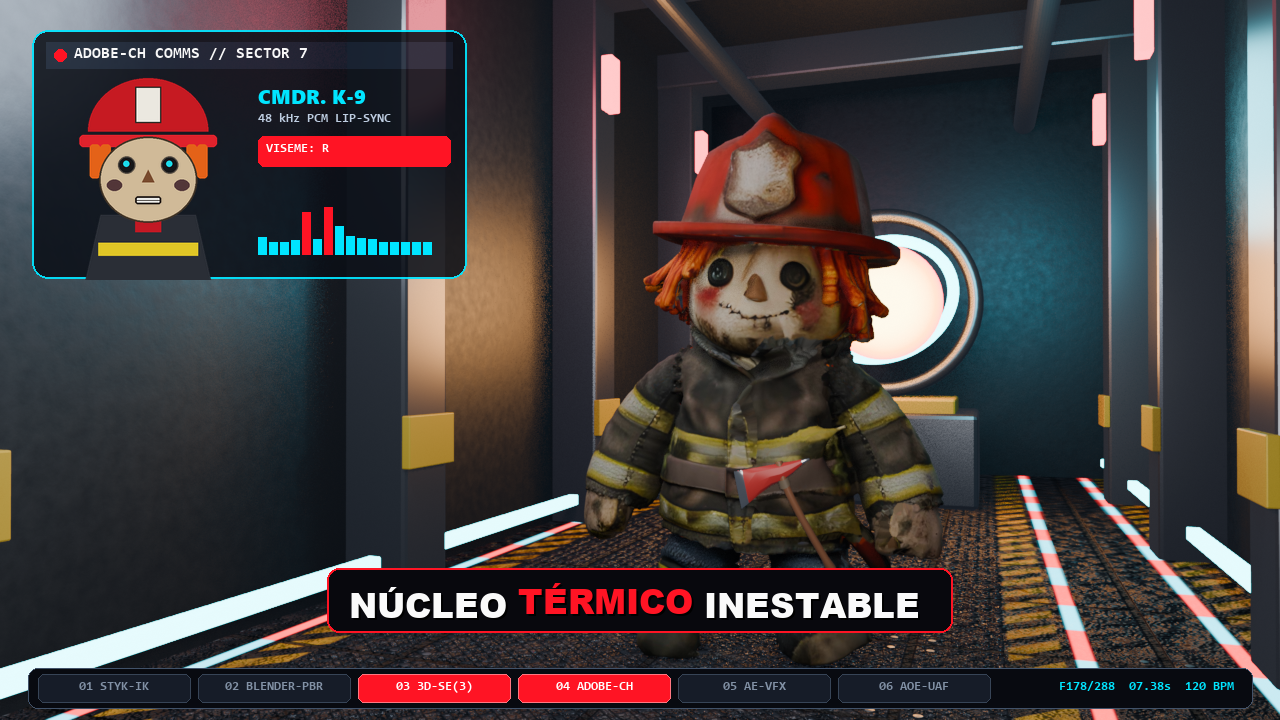 ADOBE-CH COMMS // SECTOR 7
CMDR. K-9
48 kHz PCM LIP-SYNC
VISEME: R
NÚCLEO TÉRMICO INESTABLE
01 STYK-IK 02 BLENDER-PBR 03 3D-SE(3) 04 ADOBE-CH 05 AE-VFX 06 AOE-UAF F178/288 07.38s 120 BPM